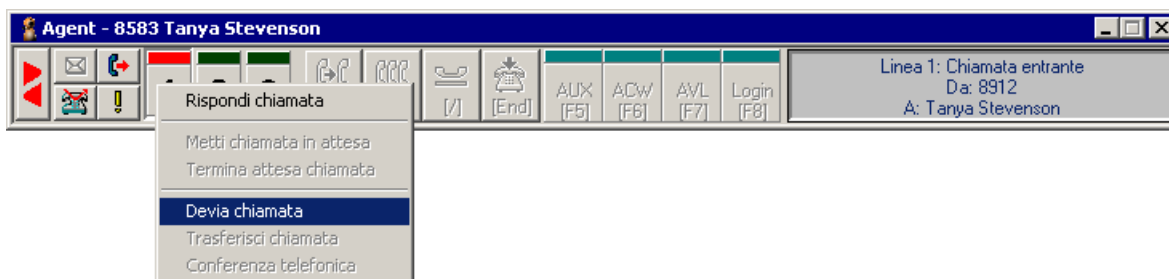 Agent - 8583 Tanya Stevenson
[/]
[End]
AUX
[F5]
ACW
[F6]
AVL
[F7]
Login
[F8]
Linea 1: Chiamata entrante
Da: 8912
A: Tanya Stevenson
Rispondi chiamata
Metti chiamata in attesa
Termina attesa chiamata
Devia chiamata
Trasferisci chiamata
Conferenza telefonica